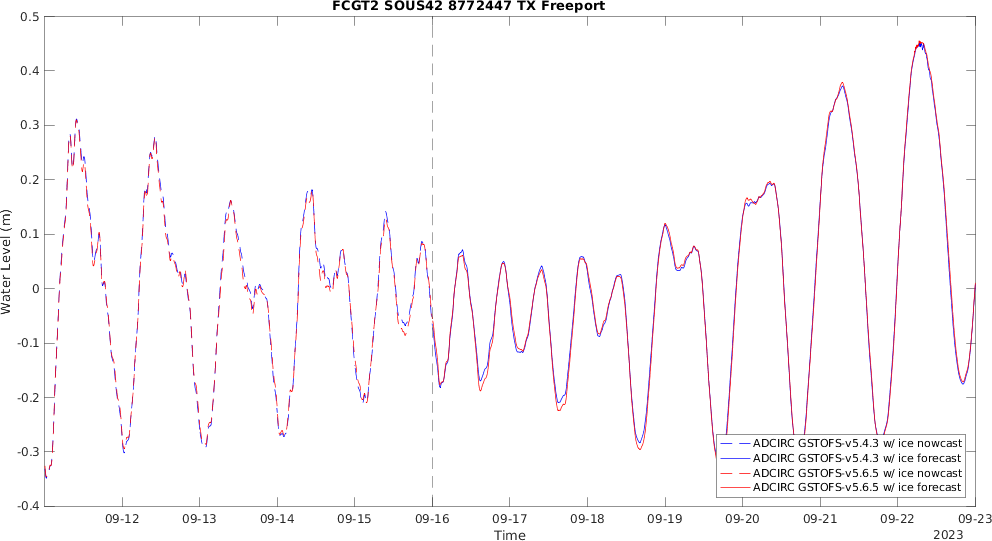 FCGT2 SOUS42 8772447 TX Freeport
0.5
0.4
0.3
0.2
0.1
0
-0.1
-0.2
-0.3
-0.4
Water Level (m)
ADCIRC GSTOFS-v5.4.3 w/ ice nowcast
ADCIRC GSTOFS-v5.4.3 w/ ice forecast
ADCIRC GSTOFS-v5.6.5 w/ ice nowcast
ADCIRC GSTOFS-v5.6.5 w/ ice forecast
09-12 09-13 09-14 09-15 09-16 09-17 09-18 09-19 09-20 09-21 09-22 09-23
Time
2023